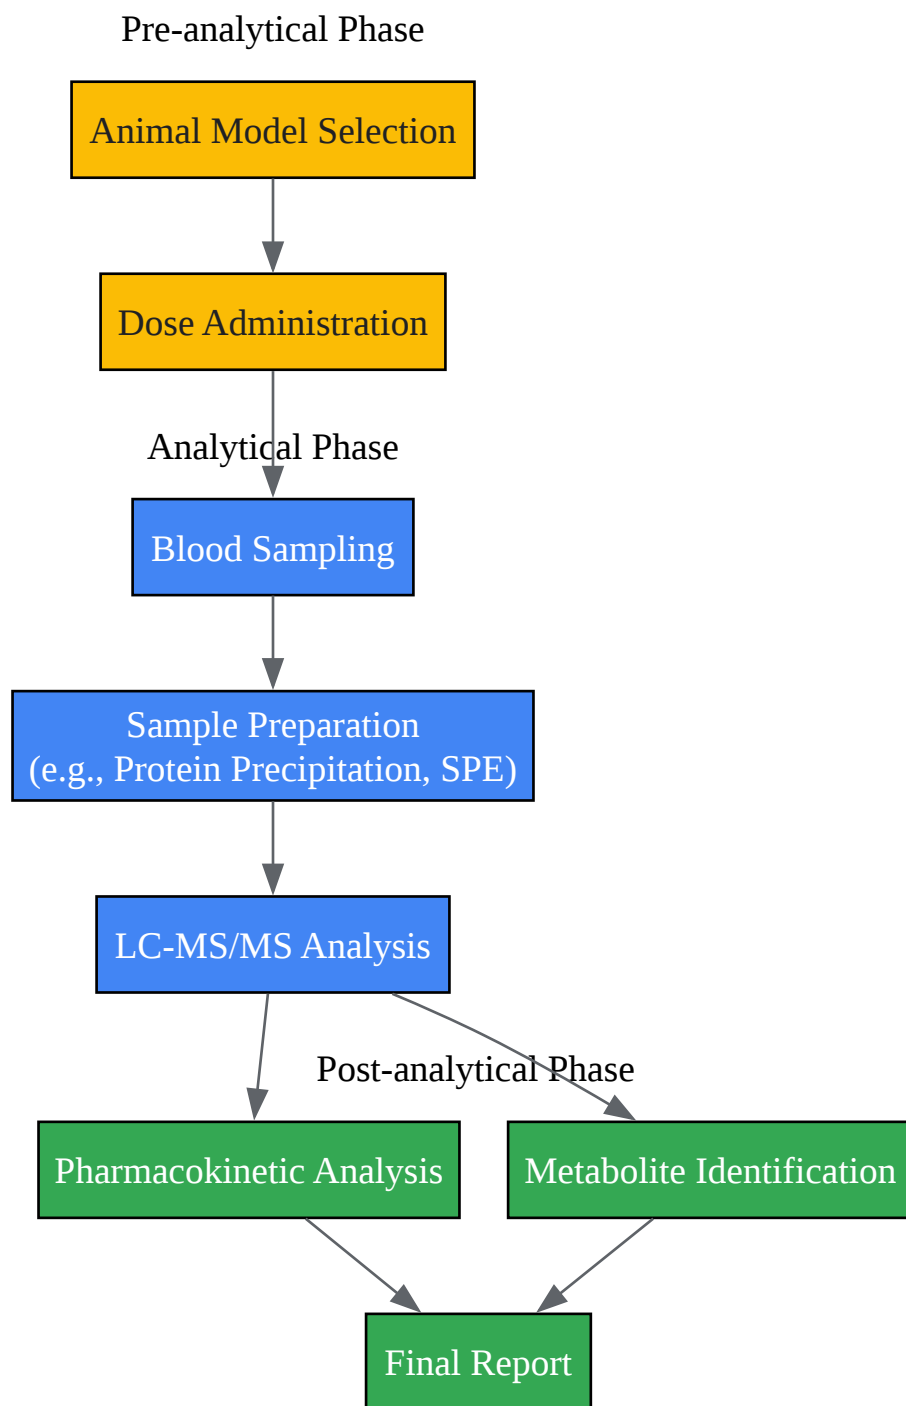 Pre-analytical Phase
Animal Model Selection
Dose Administration
Analytical Phase
Blood Sampling
Sample Preparation
(e.g., Protein Precipitation, SPE)
LC-MS/MS Analysis
Post-analytical Phase
Pharmacokinetic Analysis
Metabolite Identification
Final Report